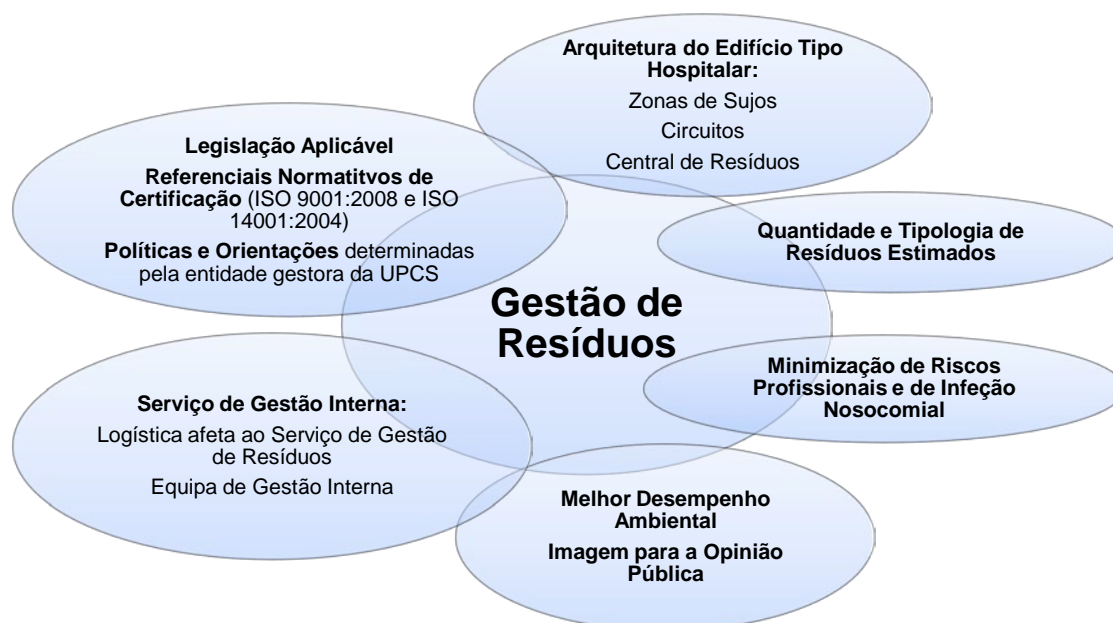 Arquitetura do Edifício Tipo
Hospitalar:
Zonas de Sujos
Circuitos
Central de Resíduos
Legislação Aplicável
Referenciais Normatitvos de
Certificação (ISO 9001:2008 e ISO
14001:2004)
Políticas e Orientações determinadas
pela entidade gestora da UPCS
Quantidade e Tipologia de
Resíduos Estimados
Gestão de
Resíduos
Minimização de Riscos
Profissionais e de Infeção
Nosocomial
Serviço de Gestão Interna:
Logística afeta ao Serviço de Gestão
de Resíduos
Equipa de Gestão Interna
Melhor Desempenho
Ambiental
Imagem para a Opinião
Pública